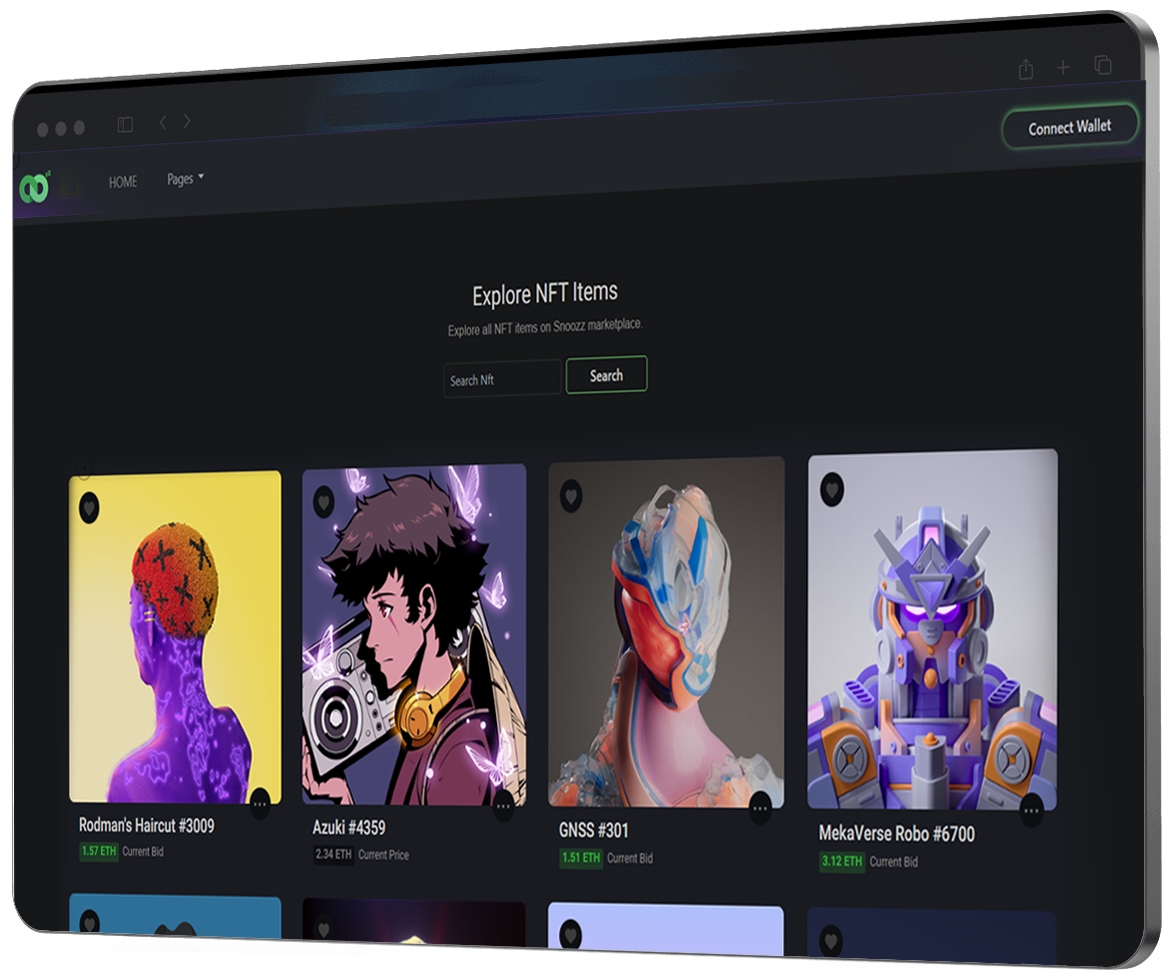 Connect Wallet
HOME
Pages
Explore NFT Items
Explore all NFT items on Snoozz marketplace.
Search Nft
Search
Rodman's Haircut #3009
1.57 ETH Current Bid
Azuki #4359
2.34 ETH Current Price
GNSS #301
1.51 ETH Current Bid
MekaVerse Robo #6700
3.12 ETH Current Bid